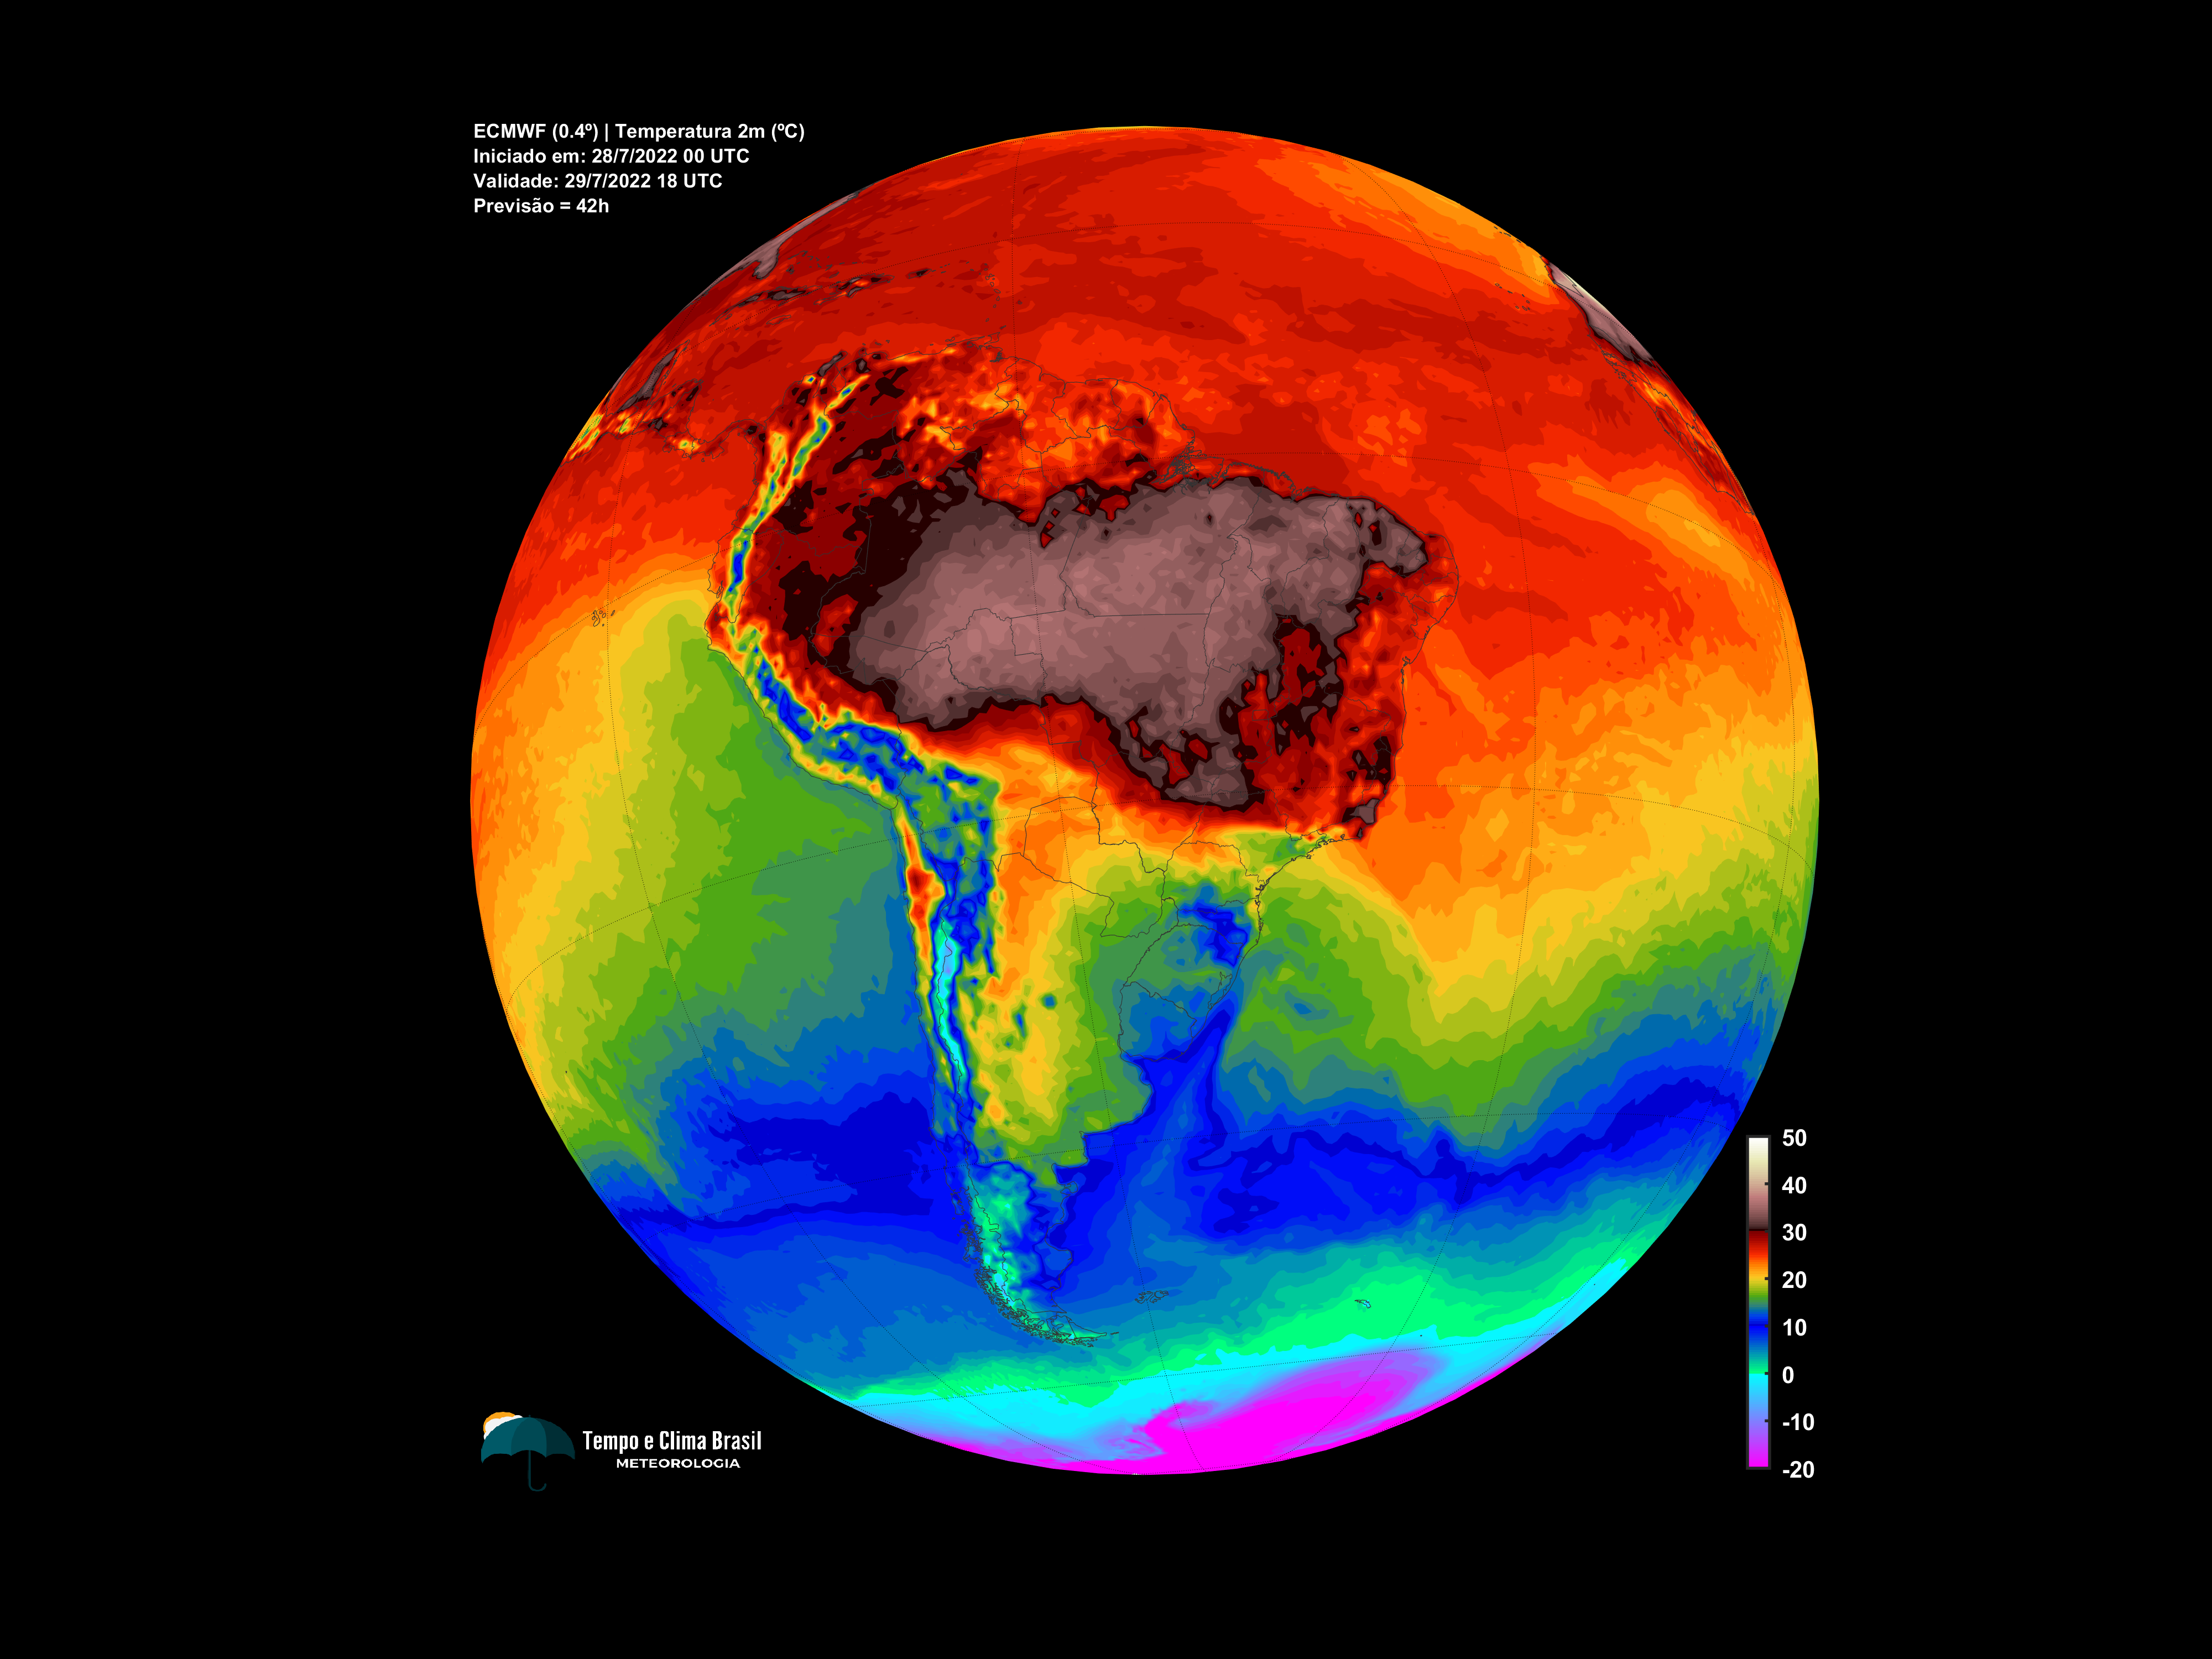 ECMWF (0.4º) | Temperatura 2m (ºC)
Iniciado em: 28/7/2022 00 UTC
Validade: 29/7/2022 18 UTC
Previsão = 42h
50
40
30
20
10
0
-10
-20
Tempo e Clima Brasil
METEOROLOGIA